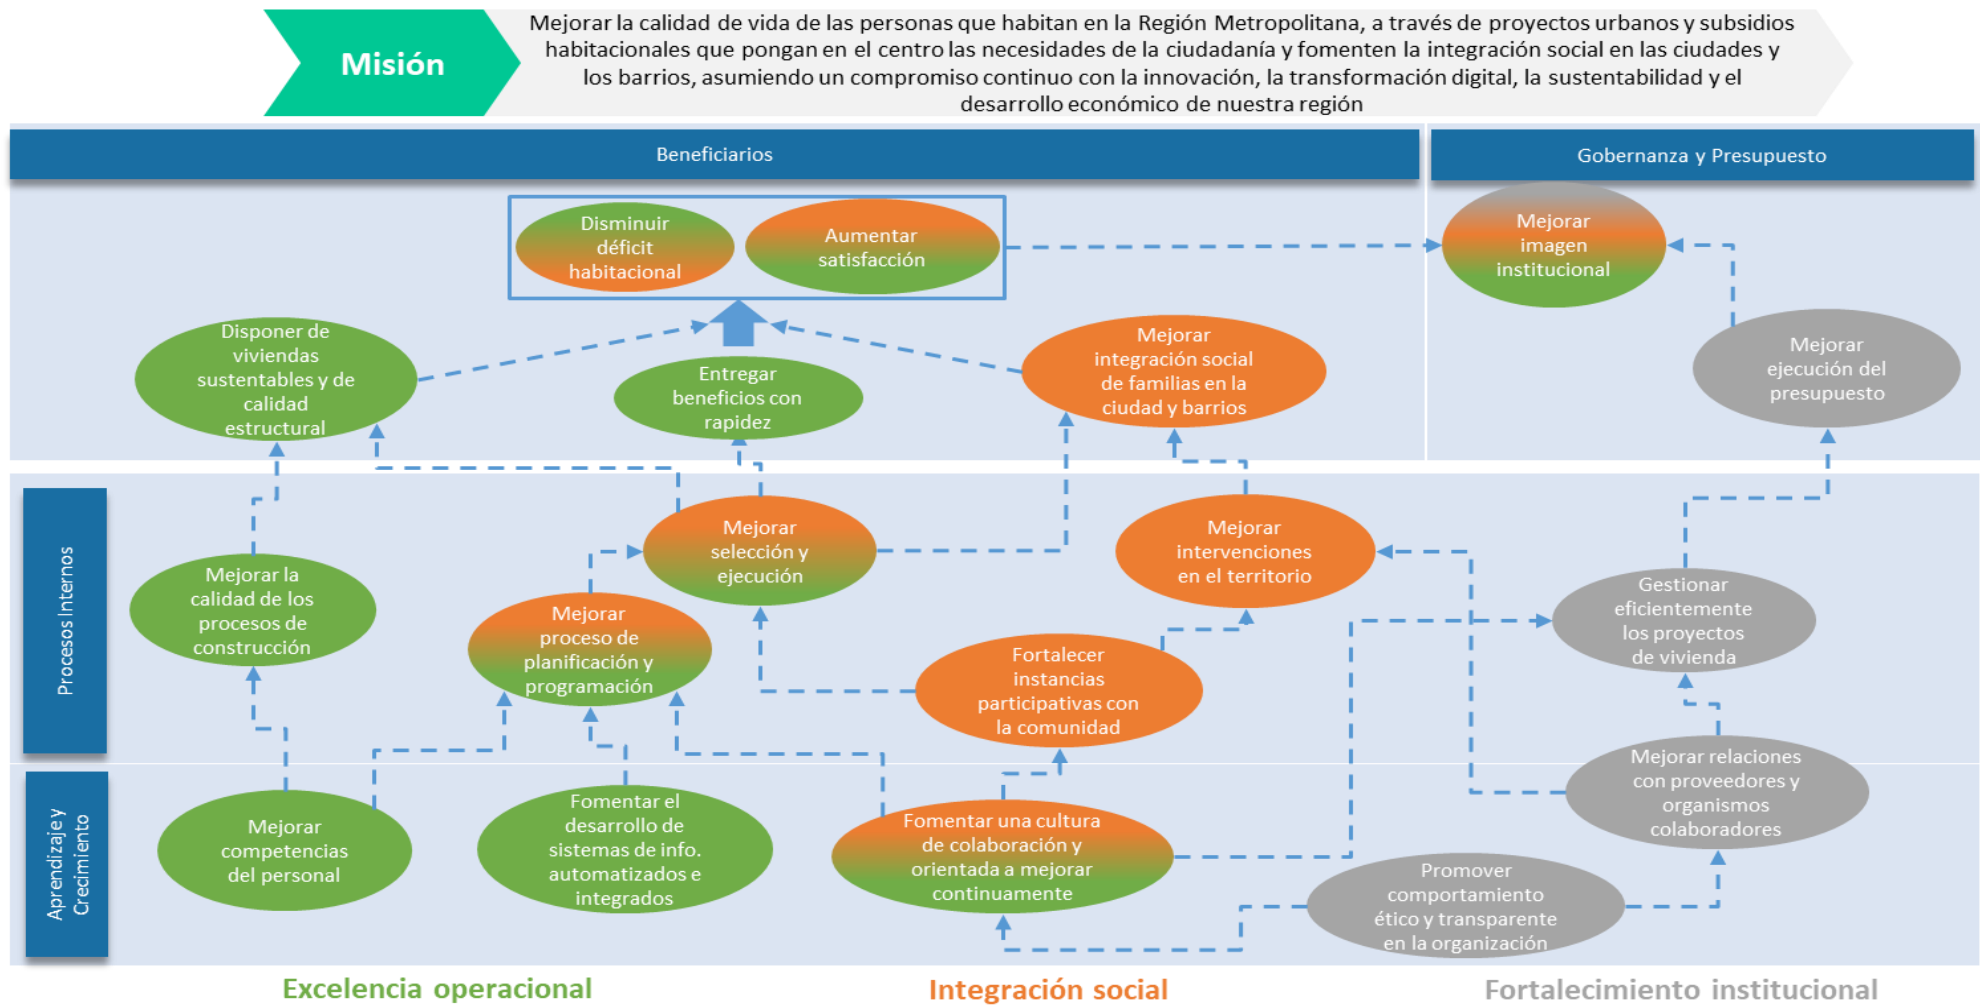 Misión
Mejorar la calidad de vida de las personas que habitan en la Región Metropolitana, a través de proyectos urbanos y subsidios
habitacionales que pongan en el centro las necesidades de la ciudadanía y fomenten la integración social en las ciudades y
los barrios, asumiendo un compromiso continuo con la innovación, la transformación digital, la sustentabilidad y el
desarrollo económico de nuestra región
Beneficiarios
Gobernanza y Presupuesto
Disminuir
déficit
habitacional
Aumentar
satisfacción
Mejorar
imagen
institucional
Disponer de
viviendas
sustentables y de
calidad
estructural
Entregar
beneficios con
rapidez
Mejorar
integración social
de familias en la
ciudad y barrios
Mejorar
ejecución del
presupuesto
Procesos Internos
Mejorar la
calidad de los
procesos de
construcción
Mejorar
selección y
ejecución
Mejorar
proceso de
planificación y
programación
Mejorar
intervenciones
en el territorio
Fortalecer
instancias
participativas con
la comunidad
Gestionar
eficientemente
los proyectos
de vivienda
Aprendizaje y
Crecimiento
Mejorar
competencias
del personal
Fomentar el
desarrollo de
sistemas de info.
automatizados e
integrados
Fomentar una cultura
de colaboración y
orientada a mejorar
continuamente
Mejorar relaciones
con proveedores y
organismos
colaboradores
Promover
comportamiento
ético y transparente
en la organización
Excelencia operacional
Integración social
Fortalecimiento institucional